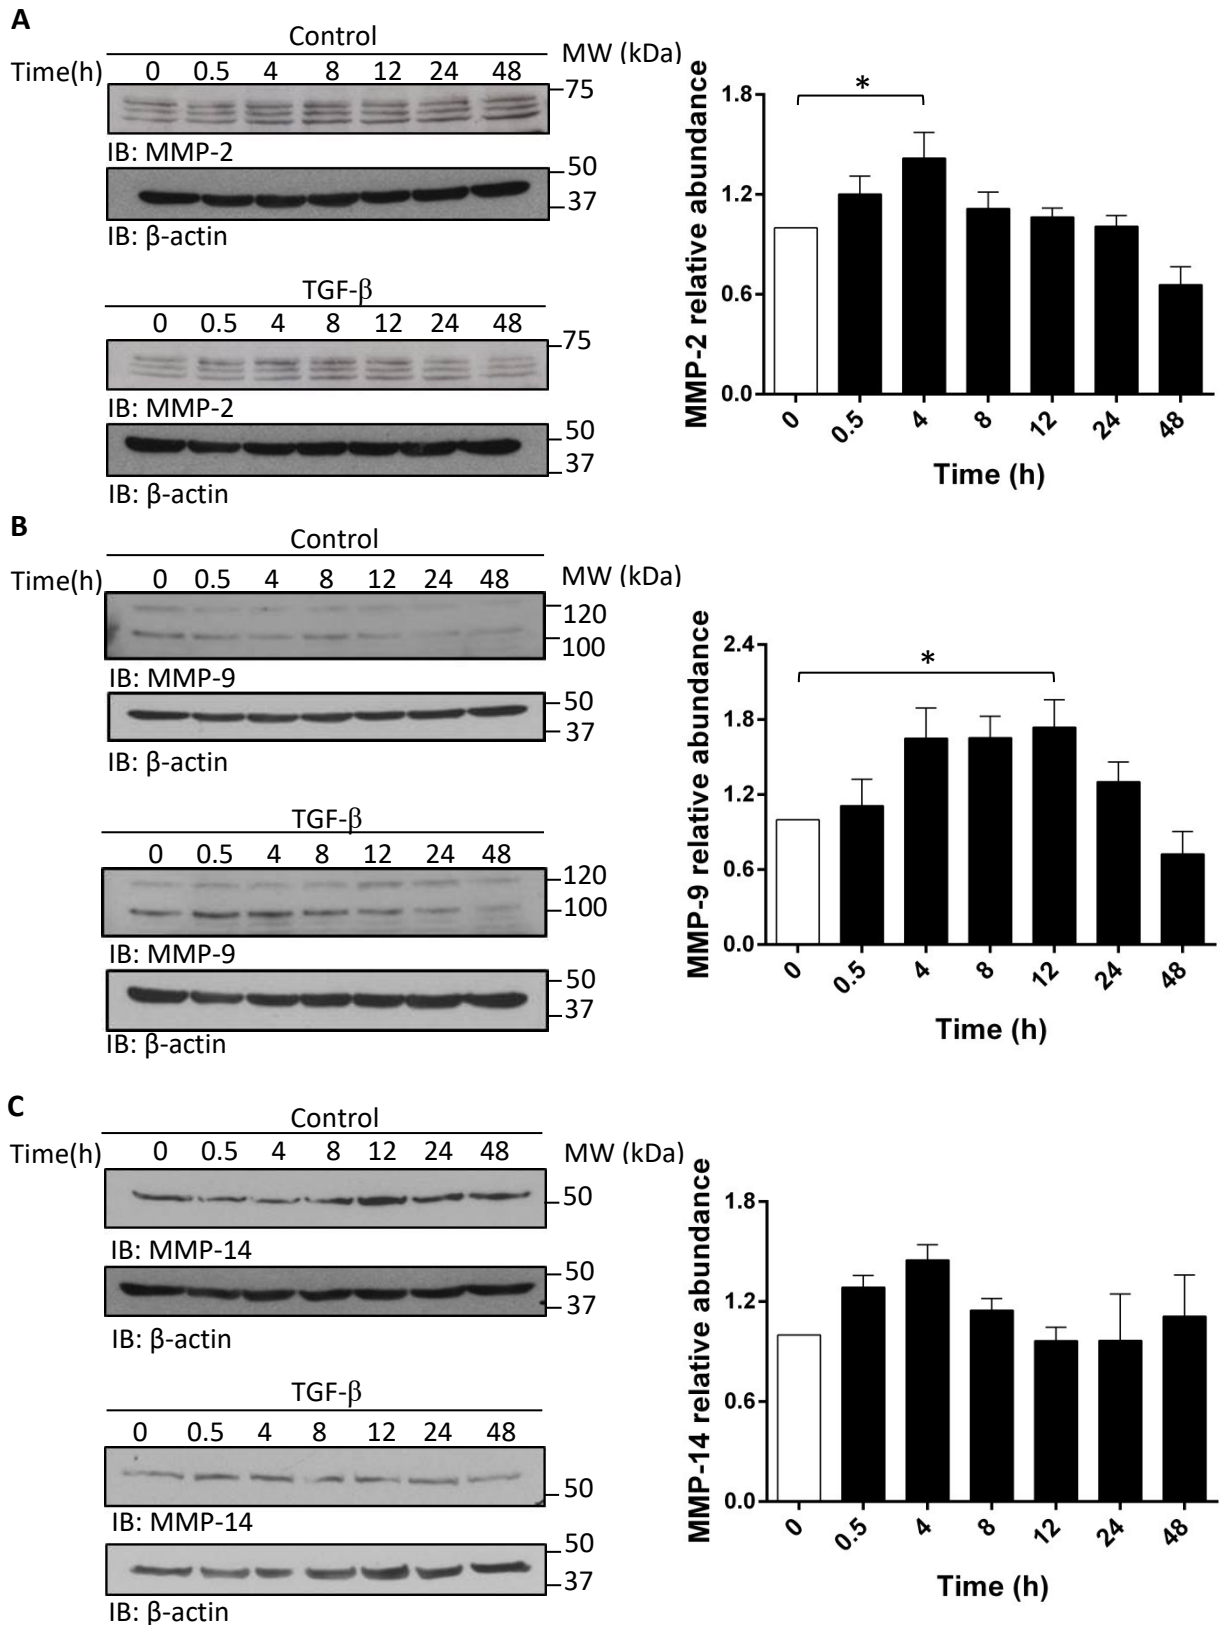 A
Control
MW (kDa)
Time(h) 0 0.5 4 8 12 24 48
75
IB: MMP-2
50
37
IB: β-actin
TGF-β
0 0.5 4 8 12 24 48
75
IB: MMP-2
50
37
IB: β-actin
MMP-2 relative abundance
1.8
1.2
0.6
0.0
*
0 0.5 4 8 12 24 48
Time (h)
B
Control
MW (kDa)
Time(h) 0 0.5 4 8 12 24 48
120
100
IB: MMP-9
50
37
IB: β-actin
TGF-β
0 0.5 4 8 12 24 48
120
100
IB: MMP-9
50
37
IB: β-actin
MMP-9 relative abundance
2.4
1.8
1.2
0.6
0.0
*
0 0.5 4 8 12 24 48
Time (h)
C
Control
MW (kDa)
Time(h) 0 0.5 4 8 12 24 48
50
IB: MMP-14
50
37
IB: β-actin
TGF-β
0 0.5 4 8 12 24 48
50
IB: MMP-14
50
37
IB: β-actin
MMP-14 relative abundance
1.8
1.2
0.6
0.0
0 0.5 4 8 12 24 48
Time (h)